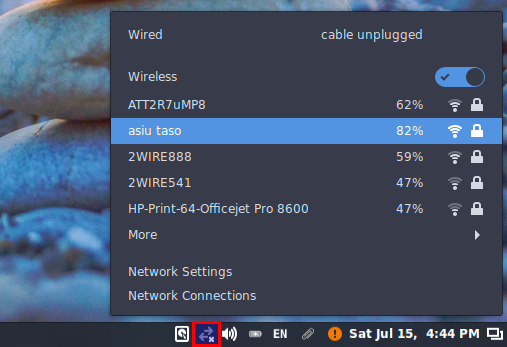 Wired cable unplugged
Wireless
ATT2R7uMP8 62%
asiu taso 82%
2WIRE888 59%
2WIRE541 47%
HP-Print-64-Officejet Pro 8600 47%
More
Network Settings
Network Connections
EN Sat Jul 15, 4:44 PM